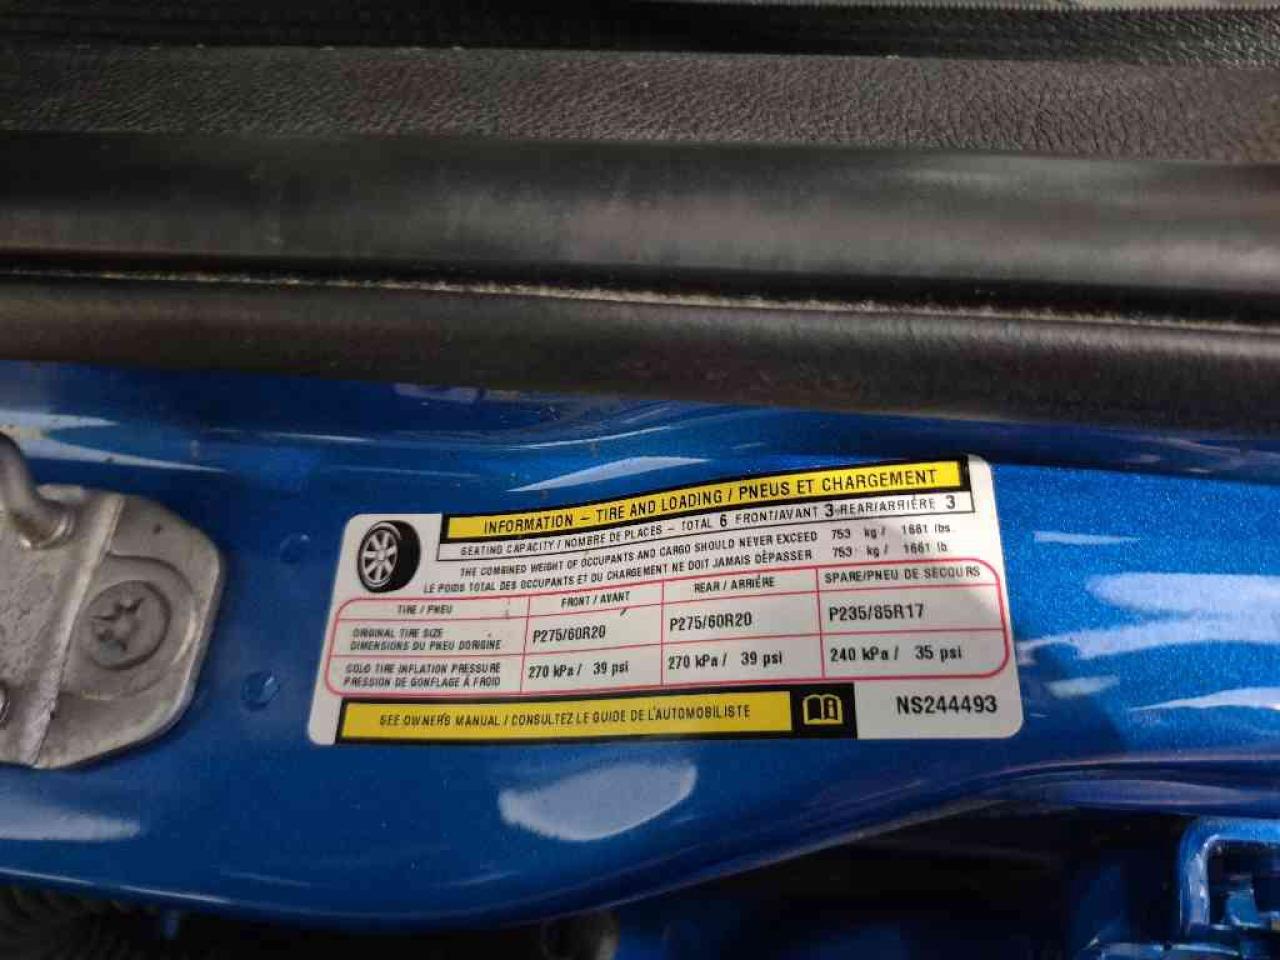 INFORMATION – TIRE AND LOADING / PNEUS ET CHARGEMENT
SEATING CAPACITY / NOMBRE DE PLACES – TOTAL 6 FRONT/AVANT 3 REAR/ARRIÉRE 3
THE COMBINED WEIGHT OF OCCUPANTS AND CARGO SHOULD NEVER EXCEED 753 kg / 1661 lbs.
LE POIDS TOTAL DES OCCUPANTS ET DU CHARGEMENT NE DOIT JAMAIS DÉPASSER 753 kg / 1661 lb.
TIRE / PNEU FRONT / AVANT REAR / ARRIÉRE SPARE/PNEU DE SECOURS
ORIGINAL TIRE SIZE
DIMENSIONS DU PNEU DORIGINE P275/60R20 P275/60R20 P235/85R17
COLD TIRE INFLATION PRESSURE
PRESSION DE GONFLAGE À FROID 270 kPa / 39 psi 270 kPa / 39 psi 240 kPa / 35 psi
SEE OWNER'S MANUAL / CONSULTEZ LE GUIDE DE L'AUTOMOBILISTE NS244493